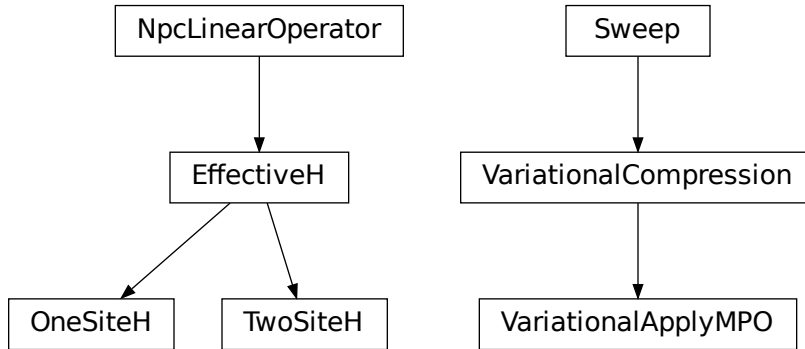 NpcLinearOperator
Sweep
EffectiveH
VariationalCompression
OneSiteH
TwoSiteH
VariationalApplyMPO